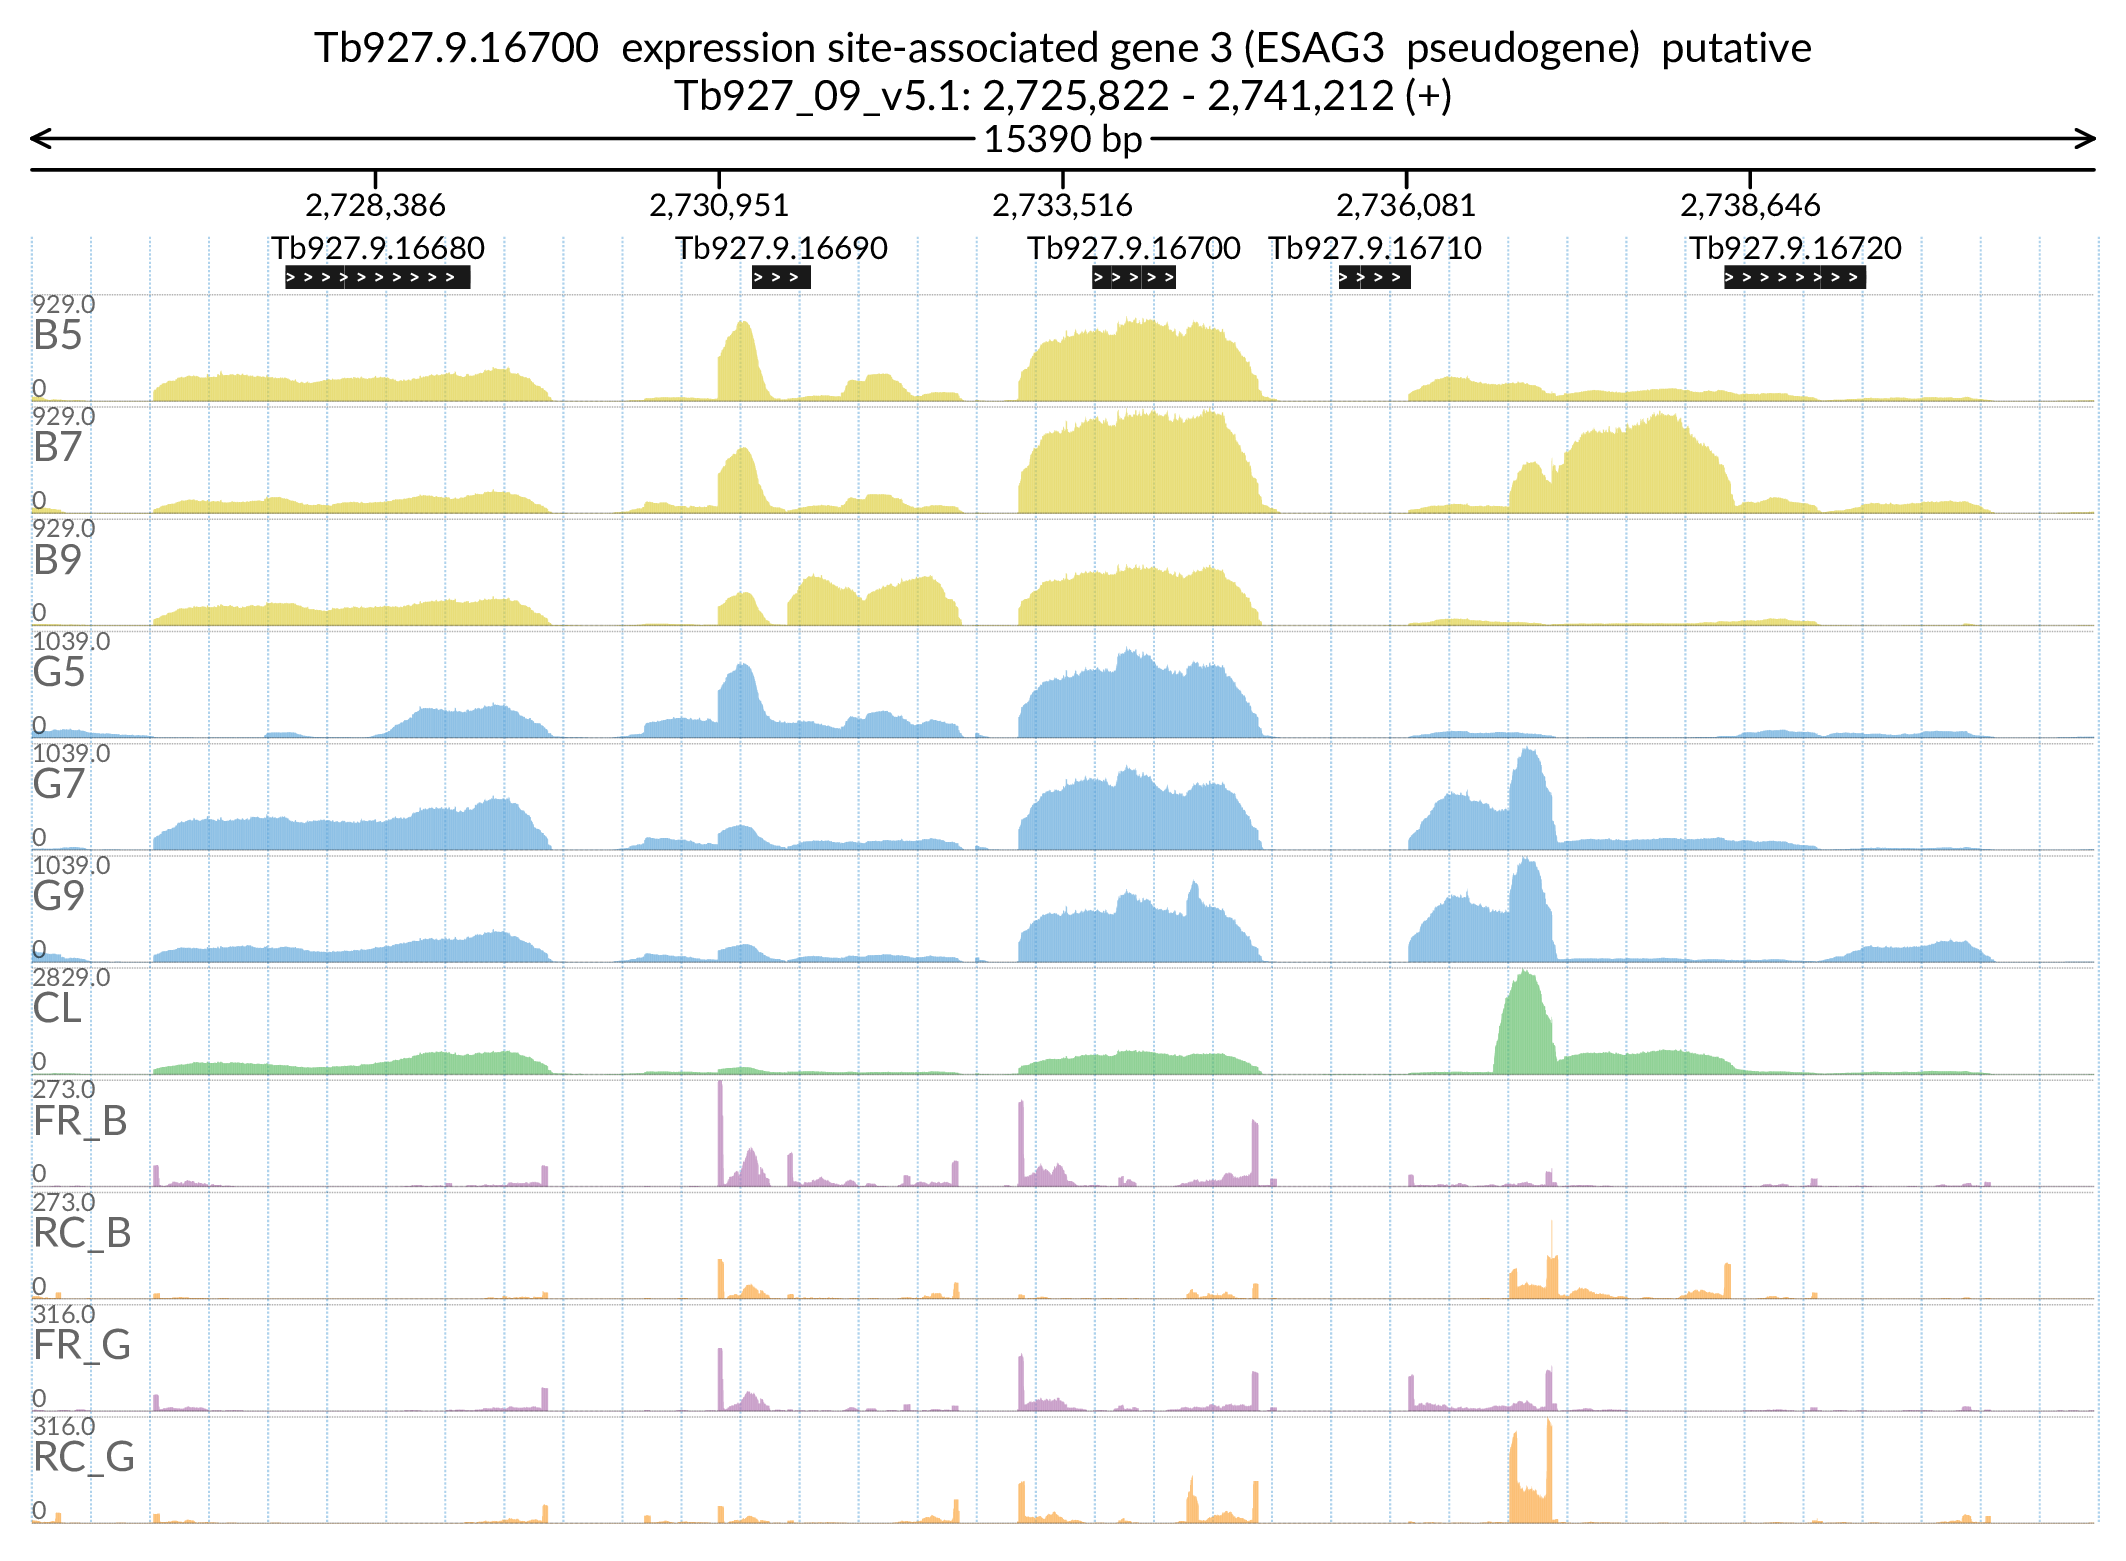 Tb927.9.16700  expression site-associated gene 3 (ESAG3  pseudogene)  putative
Tb927_09_v5.1: 2,725,822 - 2,741,212 (+)
15390 bp
2,728,386 2,730,951 2,733,516 2,736,081 2,738,646
Tb927.9.16680 Tb927.9.16690 Tb927.9.16700 Tb927.9.16710 Tb927.9.16720
929.0
B5
0
929.0
B7
0
929.0
B9
0
1039.0
G5
0
1039.0
G7
0
1039.0
G9
0
2829.0
CL
0
273.0
FR_B
0
273.0
RC_B
0
316.0
FR_G
0
316.0
RC_G
0